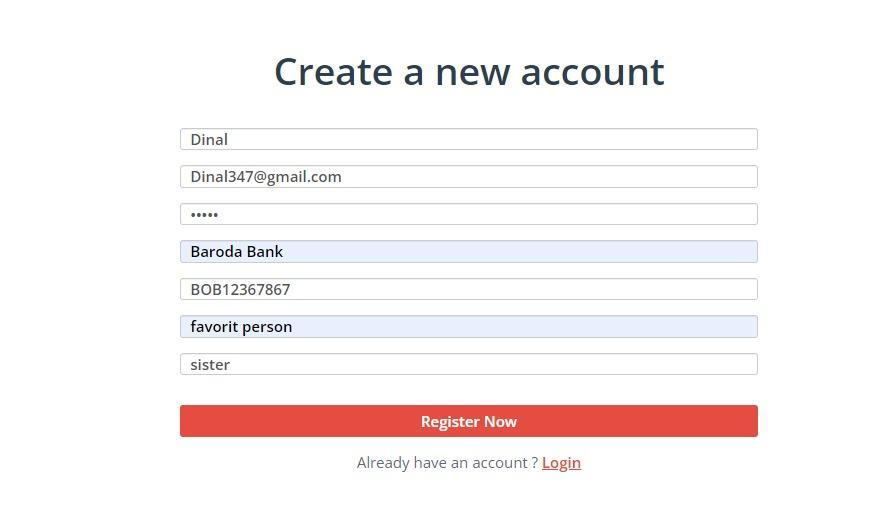 Create a new account
Dinal
Dinal347@gmail.com
•••••
Baroda Bank
BOB12367867
favorit person
sister
Register Now
Already have an account ? Login